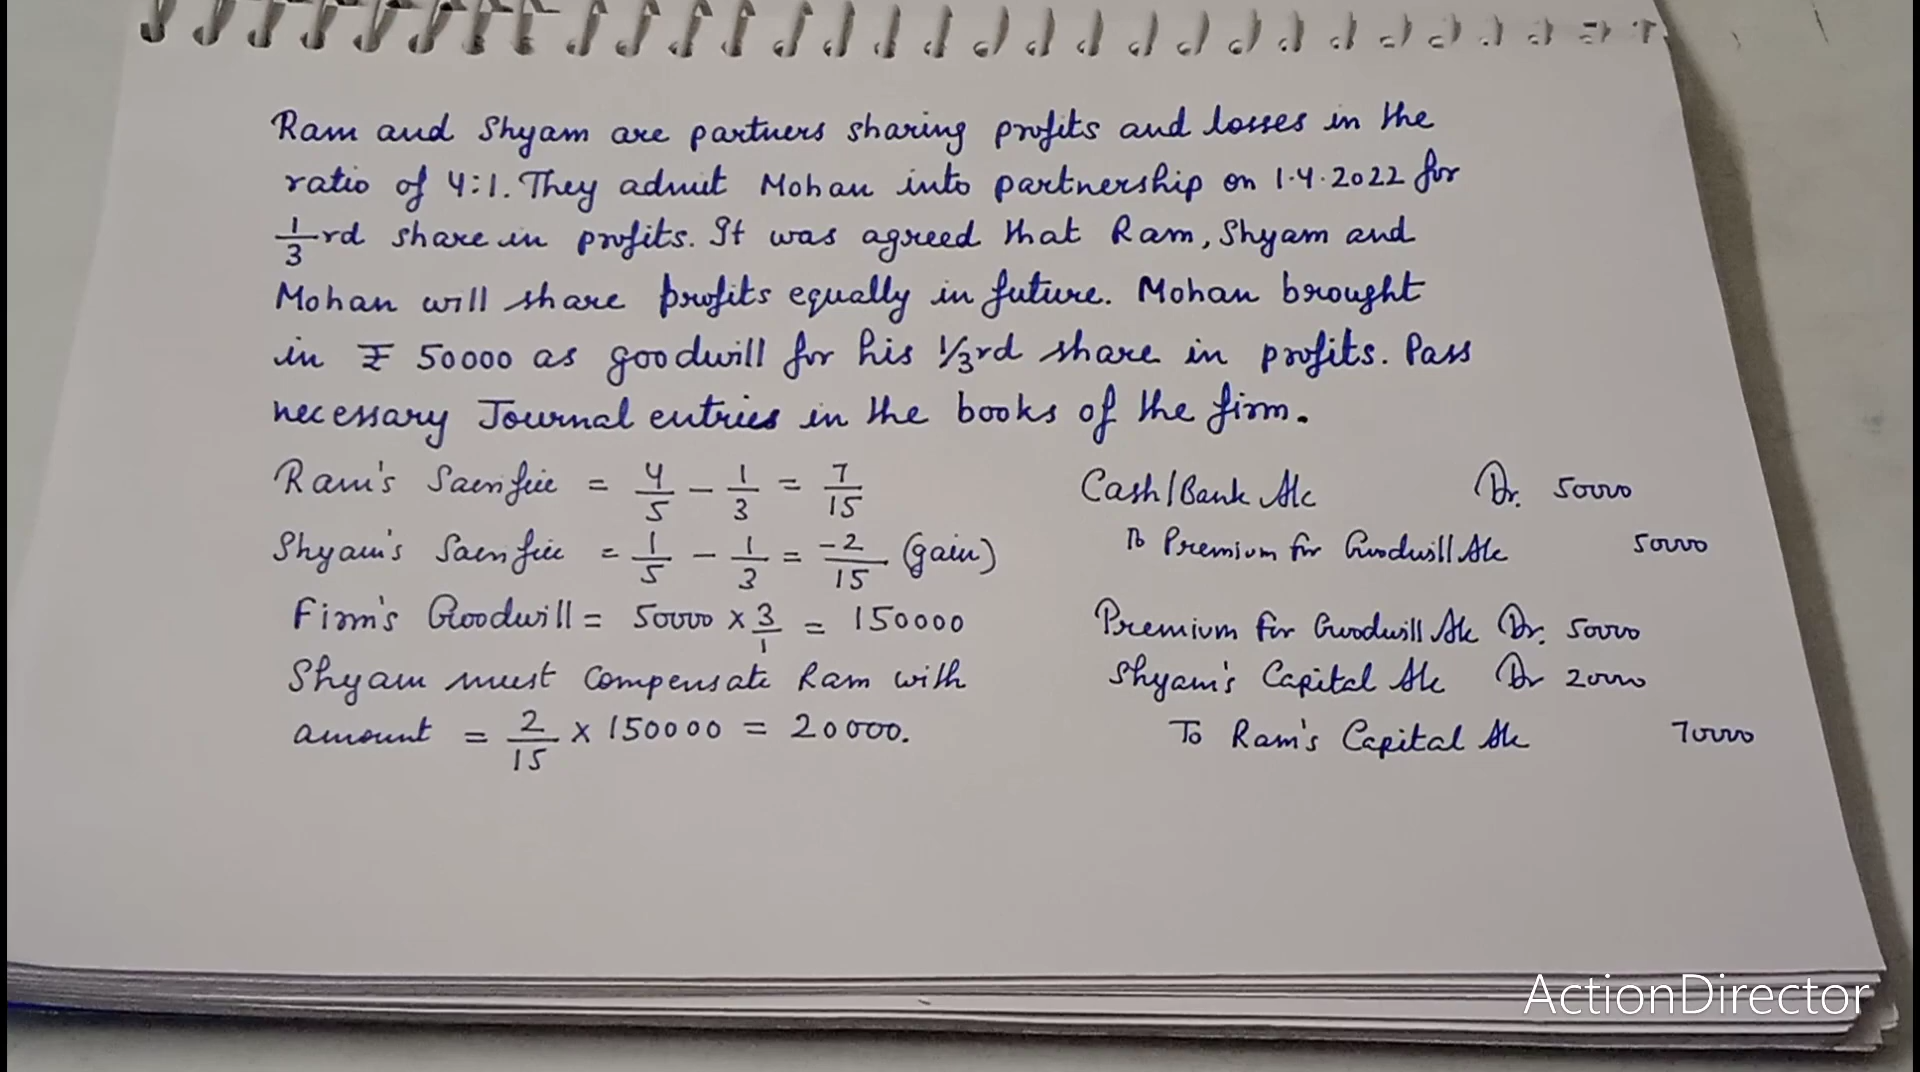 Ram and Shyam are partners sharing profits and losses in the
ratio of 4:1. They admit Mohan into partnership on 1.4.2022 for
1/3 rd share in profits. It was agreed that Ram, Shyam and
Mohan will share profits equally in future. Mohan brought
in ₹ 50000 as goodwill for his 1/3rd share in profits. Pass
necessary Journal entries in the books of the firm.
Ram's Sacrifice = 4/5 - 1/3 = 7/15
Shyam's Sacrifice = 1/5 - 1/3 = -2/15 (gain)
Firm's Goodwill = 50000 x 3/1 = 150000
Shyam must compensate Ram with
amount = 2/15 x 150000 = 20000.
Cash/Bank A/c Dr. 50000
To Premium for Goodwill A/c 50000
Premium for Goodwill A/c Dr. 50000
Shyam's Capital A/c Dr 20000
To Ram's Capital A/c 70000
ActionDirector